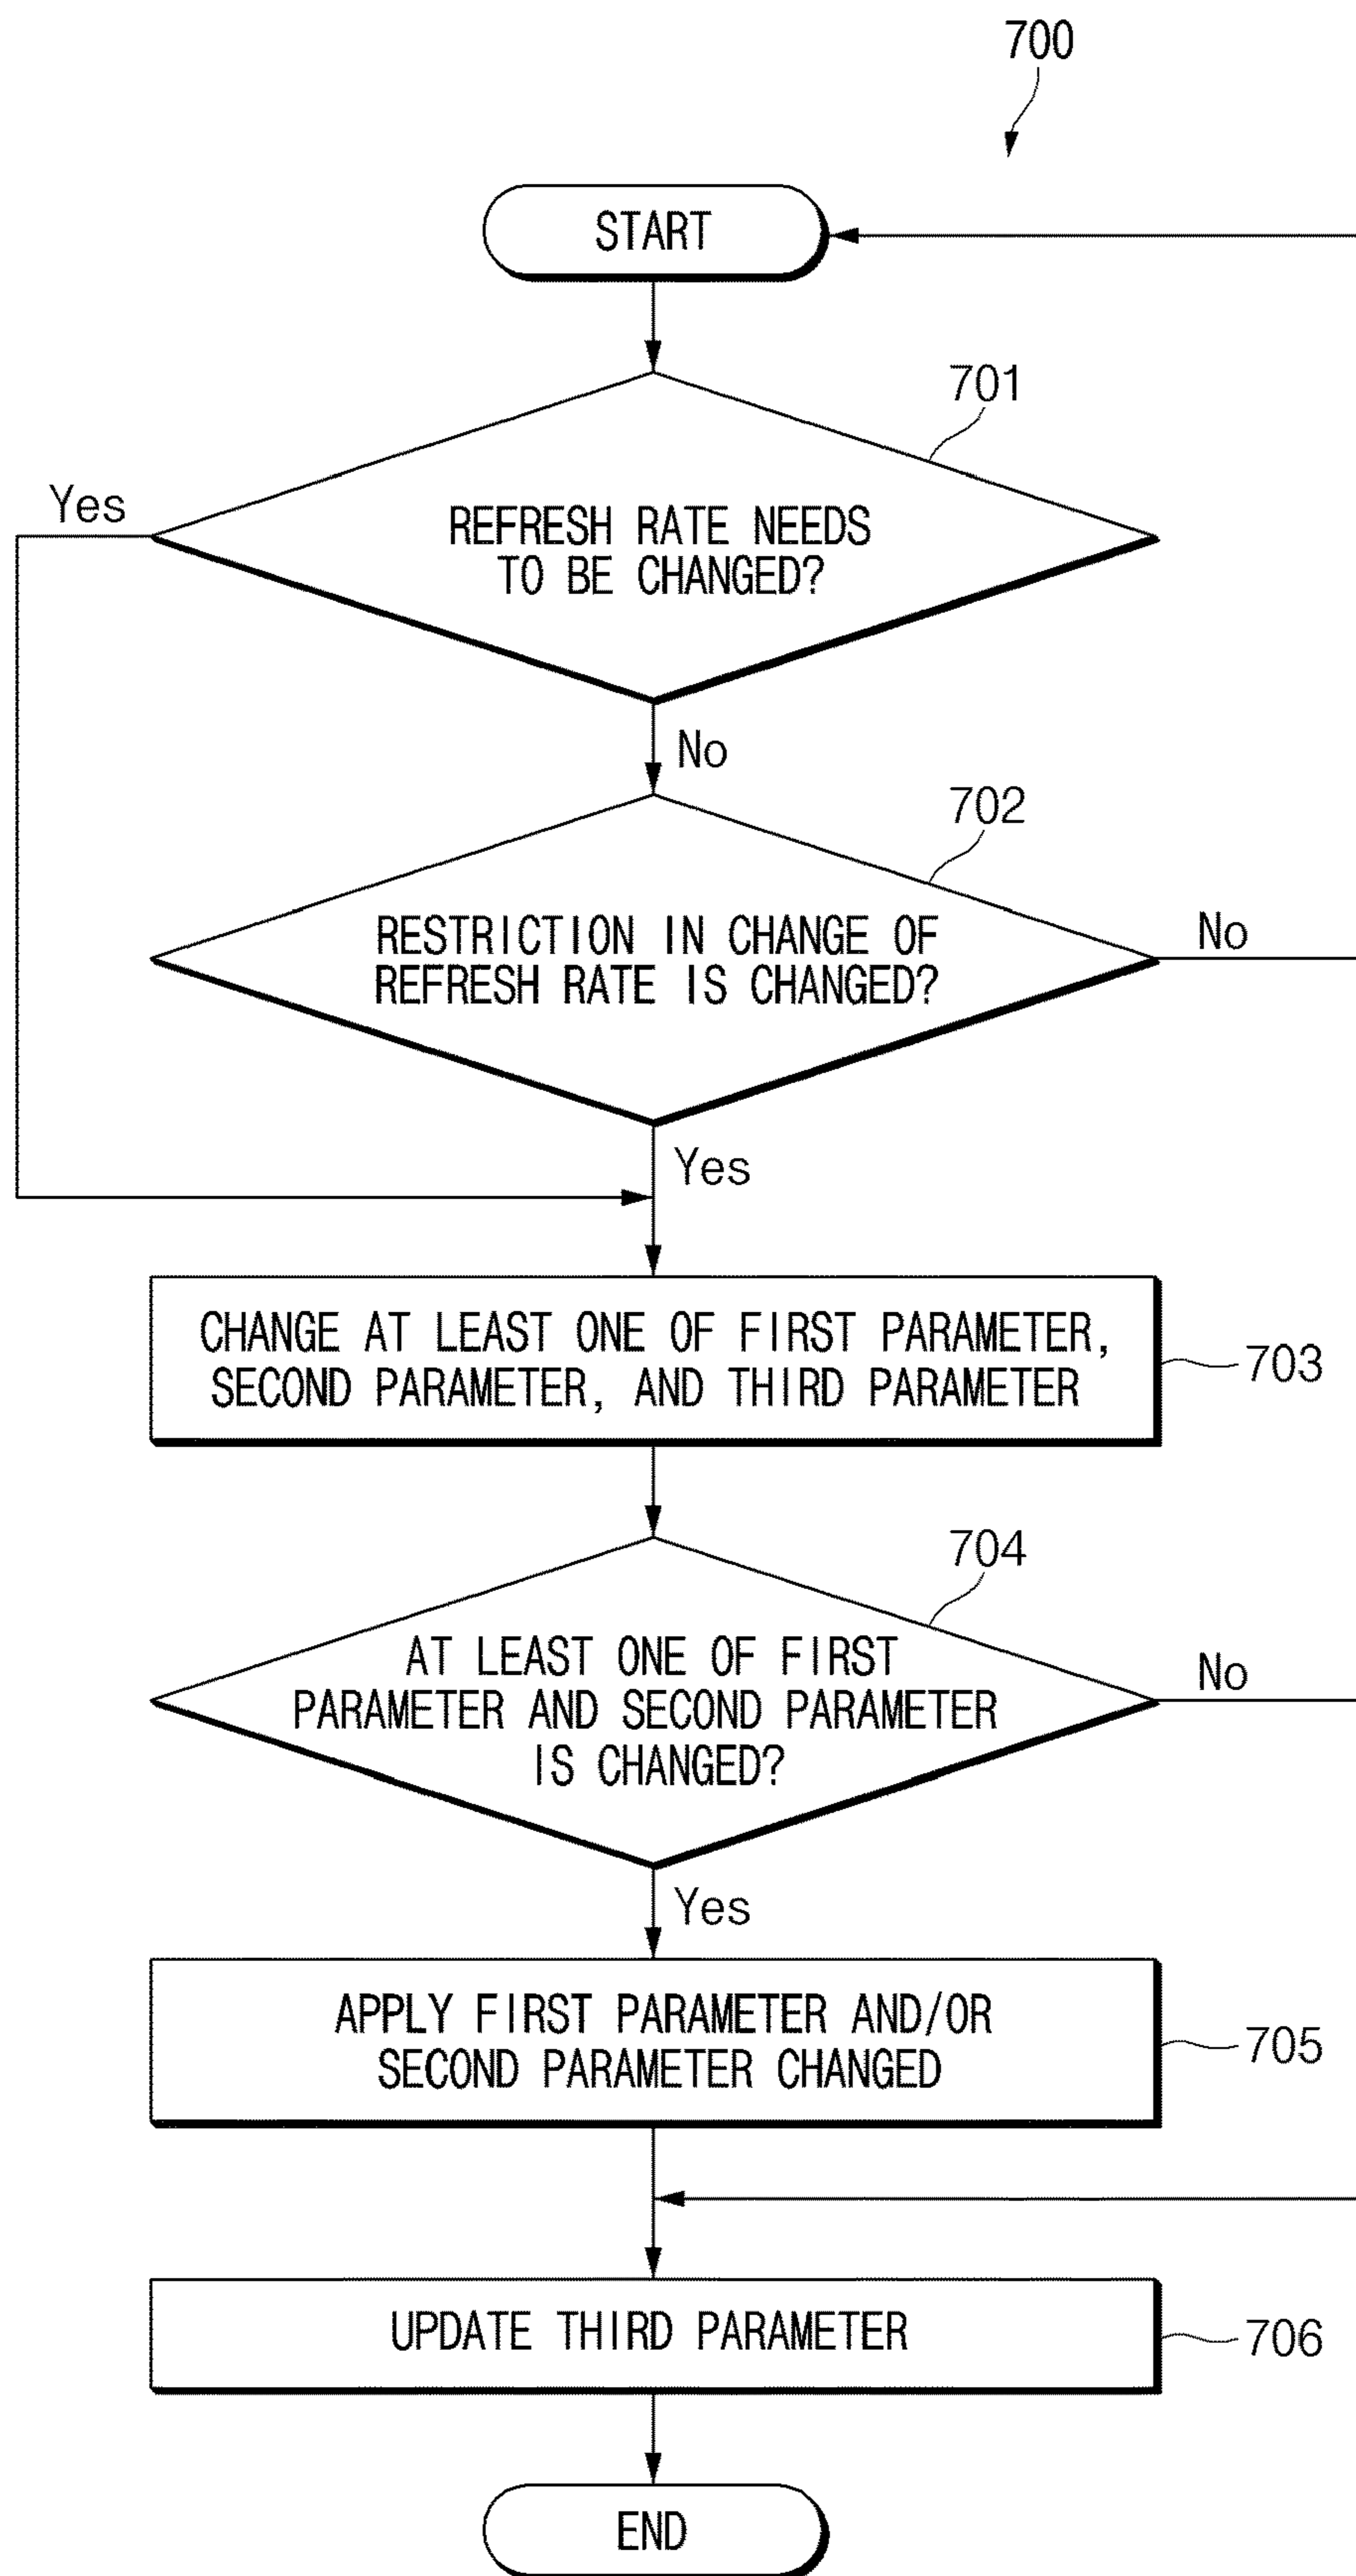 700
START
701
Yes
REFRESH RATE NEEDS
TO BE CHANGED?
No
702
RESTRICTION IN CHANGE OF
REFRESH RATE IS CHANGED?
No
Yes
CHANGE AT LEAST ONE OF FIRST PARAMETER,
SECOND PARAMETER, AND THIRD PARAMETER
703
704
AT LEAST ONE OF FIRST
PARAMETER AND SECOND PARAMETER
IS CHANGED?
No
Yes
APPLY FIRST PARAMETER AND/OR
SECOND PARAMETER CHANGED
705
UPDATE THIRD PARAMETER
706
END